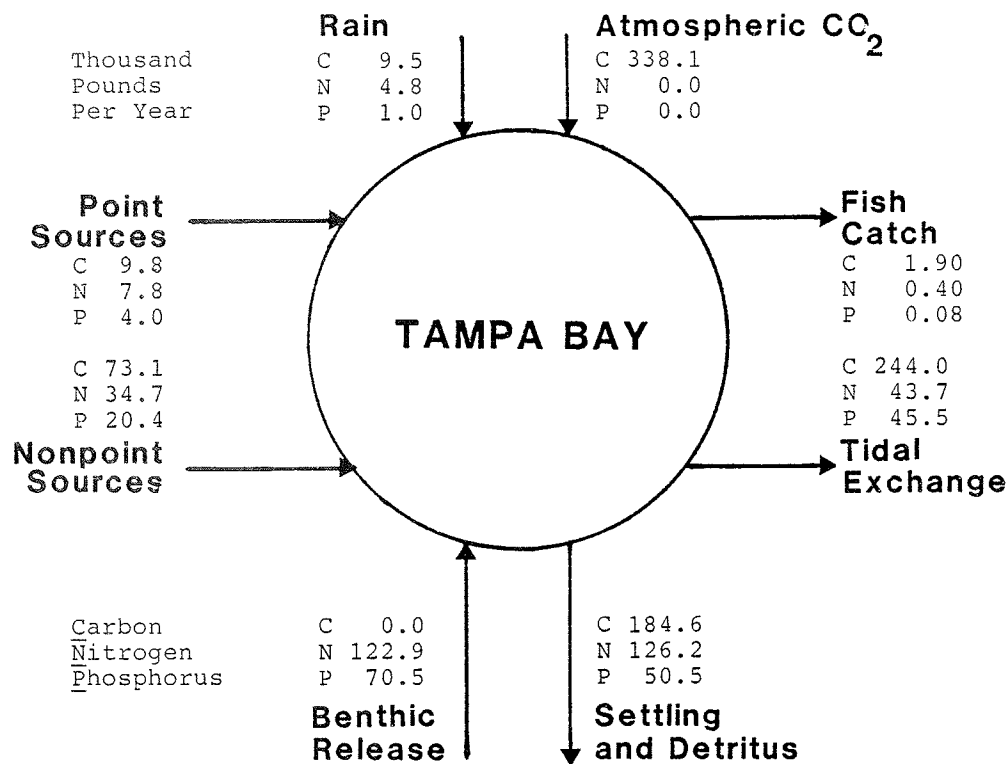 Rain
Atmospheric CO2
Thousand
Pounds
Per Year
C 9.5
N 4.8
P 1.0
C 338.1
N 0.0
P 0.0
Point
Sources
C 9.8
N 7.8
P 4.0
Fish
Catch
C 1.90
N 0.40
P 0.08
TAMPA BAY
C 73.1
N 34.7
P 20.4
Nonpoint
Sources
C 244.0
N 43.7
P 45.5
Tidal
Exchange
Carbon
Nitrogen
Phosphorus
C 0.0
N 122.9
P 70.5
Benthic
Release
C 184.6
N 126.2
P 50.5
Settling
and Detritus